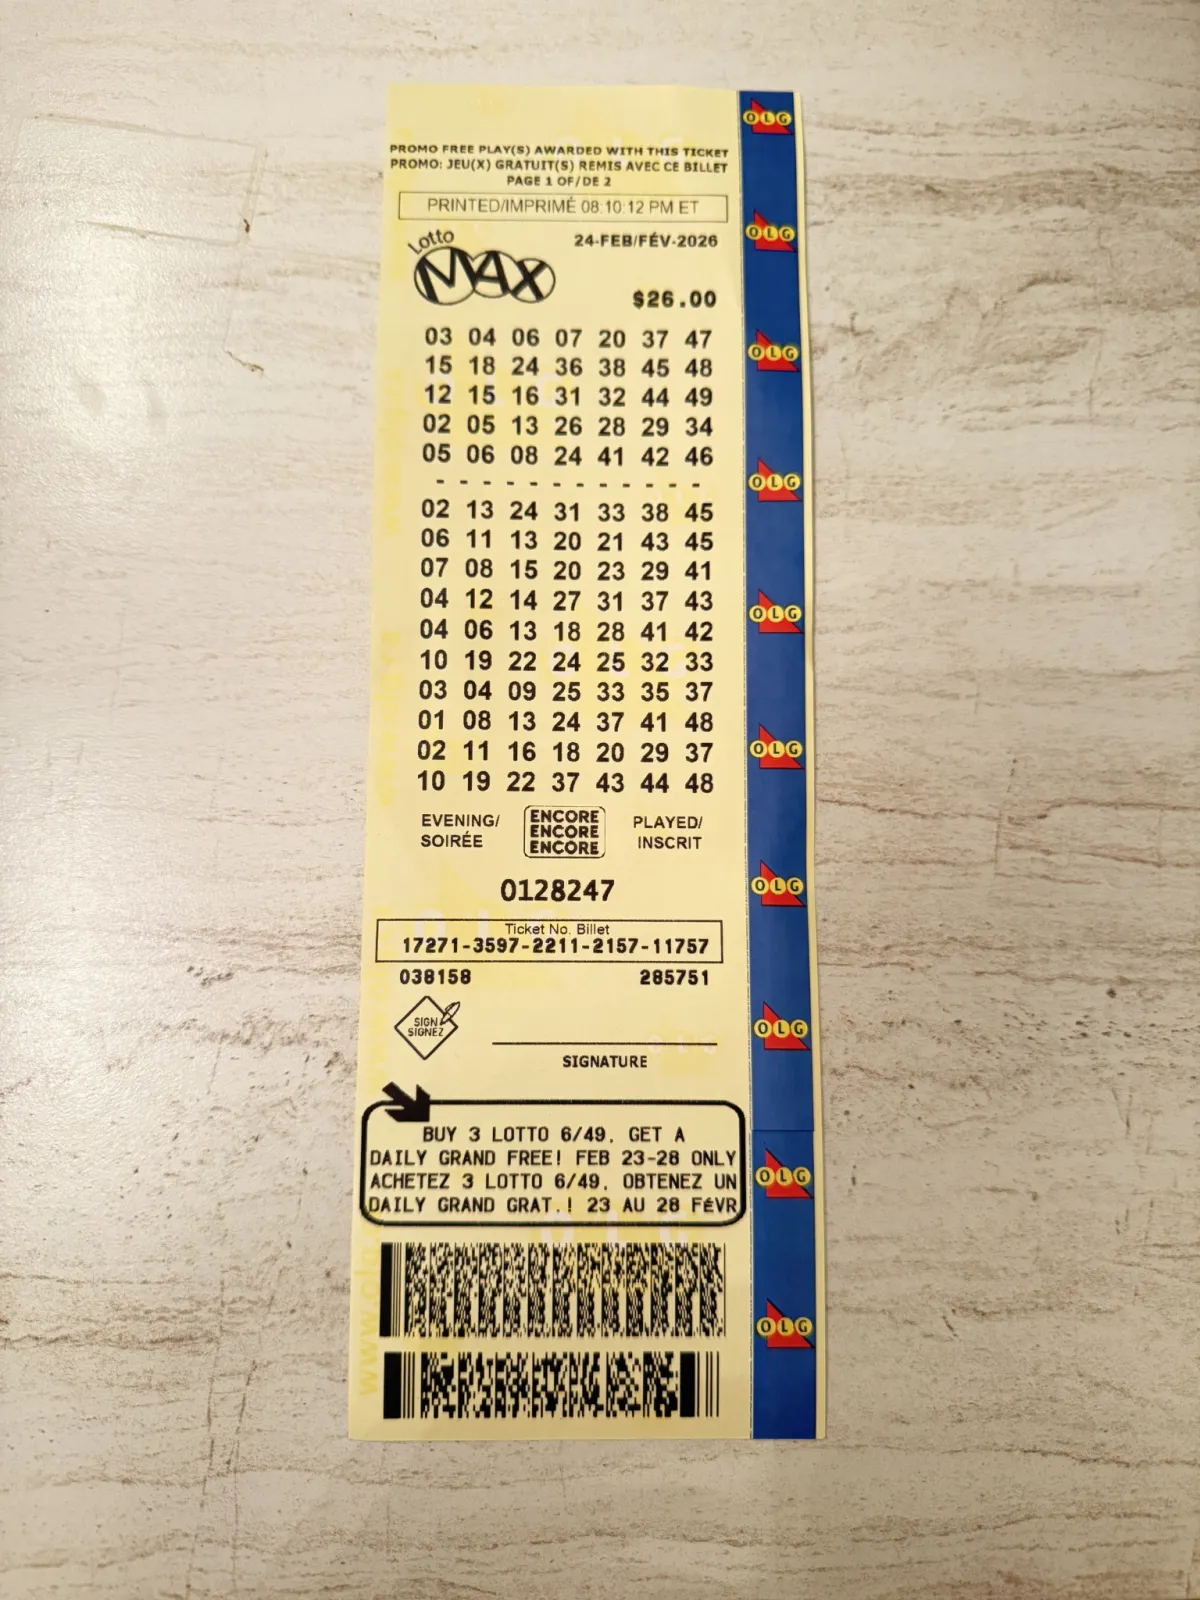 PROMO FREE PLAY(S) AWARDED WITH THIS TICKET
PROMO: JEU(X) GRATUIT(S) REMIS AVEC CE BILLET
PAGE 1 OF/DE 2
PRINTED/IMPRIMÉ 08:10:12 PM ET
Lotto MAX
24-FEB/FÉV-2026
$26.00
03 04 06 07 20 37 47
15 18 24 36 38 45 48
12 15 16 31 32 44 49
02 05 13 26 28 29 34
05 06 08 24 41 42 46
- - - - - - - - - - - - -
02 13 24 31 33 38 45
06 11 13 20 21 43 45
07 08 15 20 23 29 41
04 12 14 27 31 37 43
04 06 13 18 28 41 42
10 19 22 24 25 32 33
03 04 09 25 33 35 37
01 08 13 24 37 41 48
02 11 16 18 20 29 37
10 19 22 37 43 44 48
EVENING/
SOIRÉE
ENCORE
ENCORE
ENCORE
PLAYED/
INSCRIT
0128247
Ticket No. Billet
17271-3597-2211-2157-11757
038158 285751
SIGN
SIGNEZ
SIGNATURE
BUY 3 LOTTO 6/49, GET A
DAILY GRAND FREE! FEB 23-28 ONLY
ACHETEZ 3 LOTTO 6/49, OBTENEZ UN
DAILY GRAND GRAT.! 23 AU 28 FÉVR
OLG
OLG
OLG
OLG
OLG
OLG
OLG
OLG
OLG
OLG